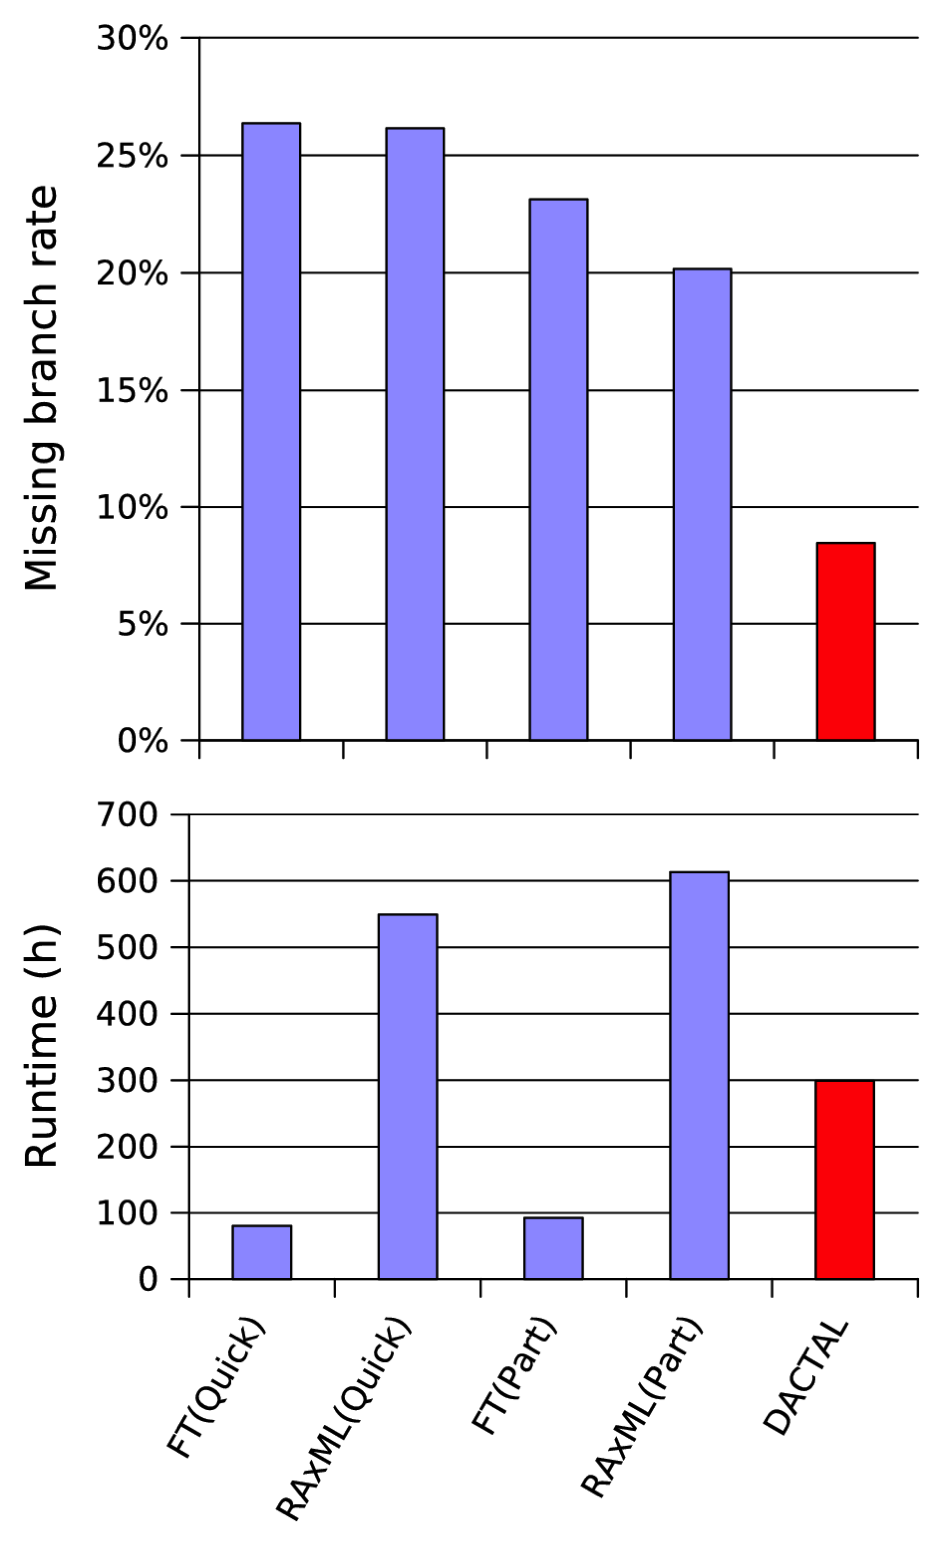 Missing branch rate
30%
25%
20%
15%
10%
5%
0%
Runtime (h)
700
600
500
400
300
200
100
0
FT(Quick)
RAxML(Quick)
FT(Part)
RAxML(Part)
DACTAL